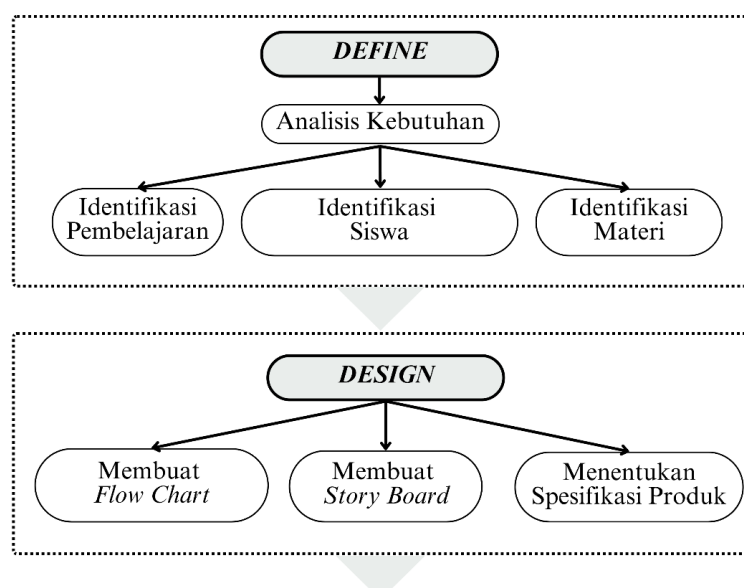 DEFINE
Analisis Kebutuhan
Identifikasi
Pembelajaran
Identifikasi
Siswa
Identifikasi
Materi
DESIGN
Membuat
Flow Chart
Membuat
Story Board
Menentukan
Spesifikasi Produk